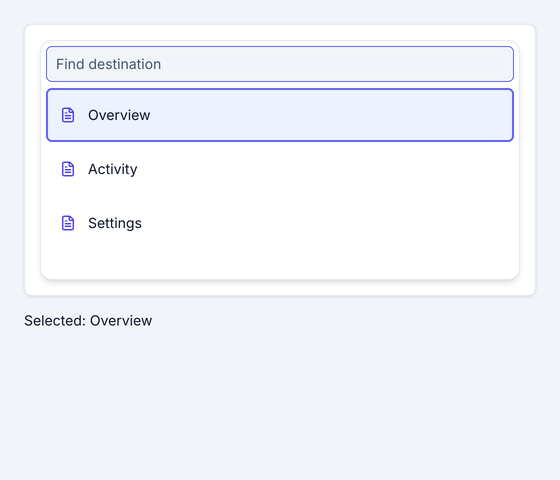 Find destination
Overview
Activity
Settings
Selected: Overview